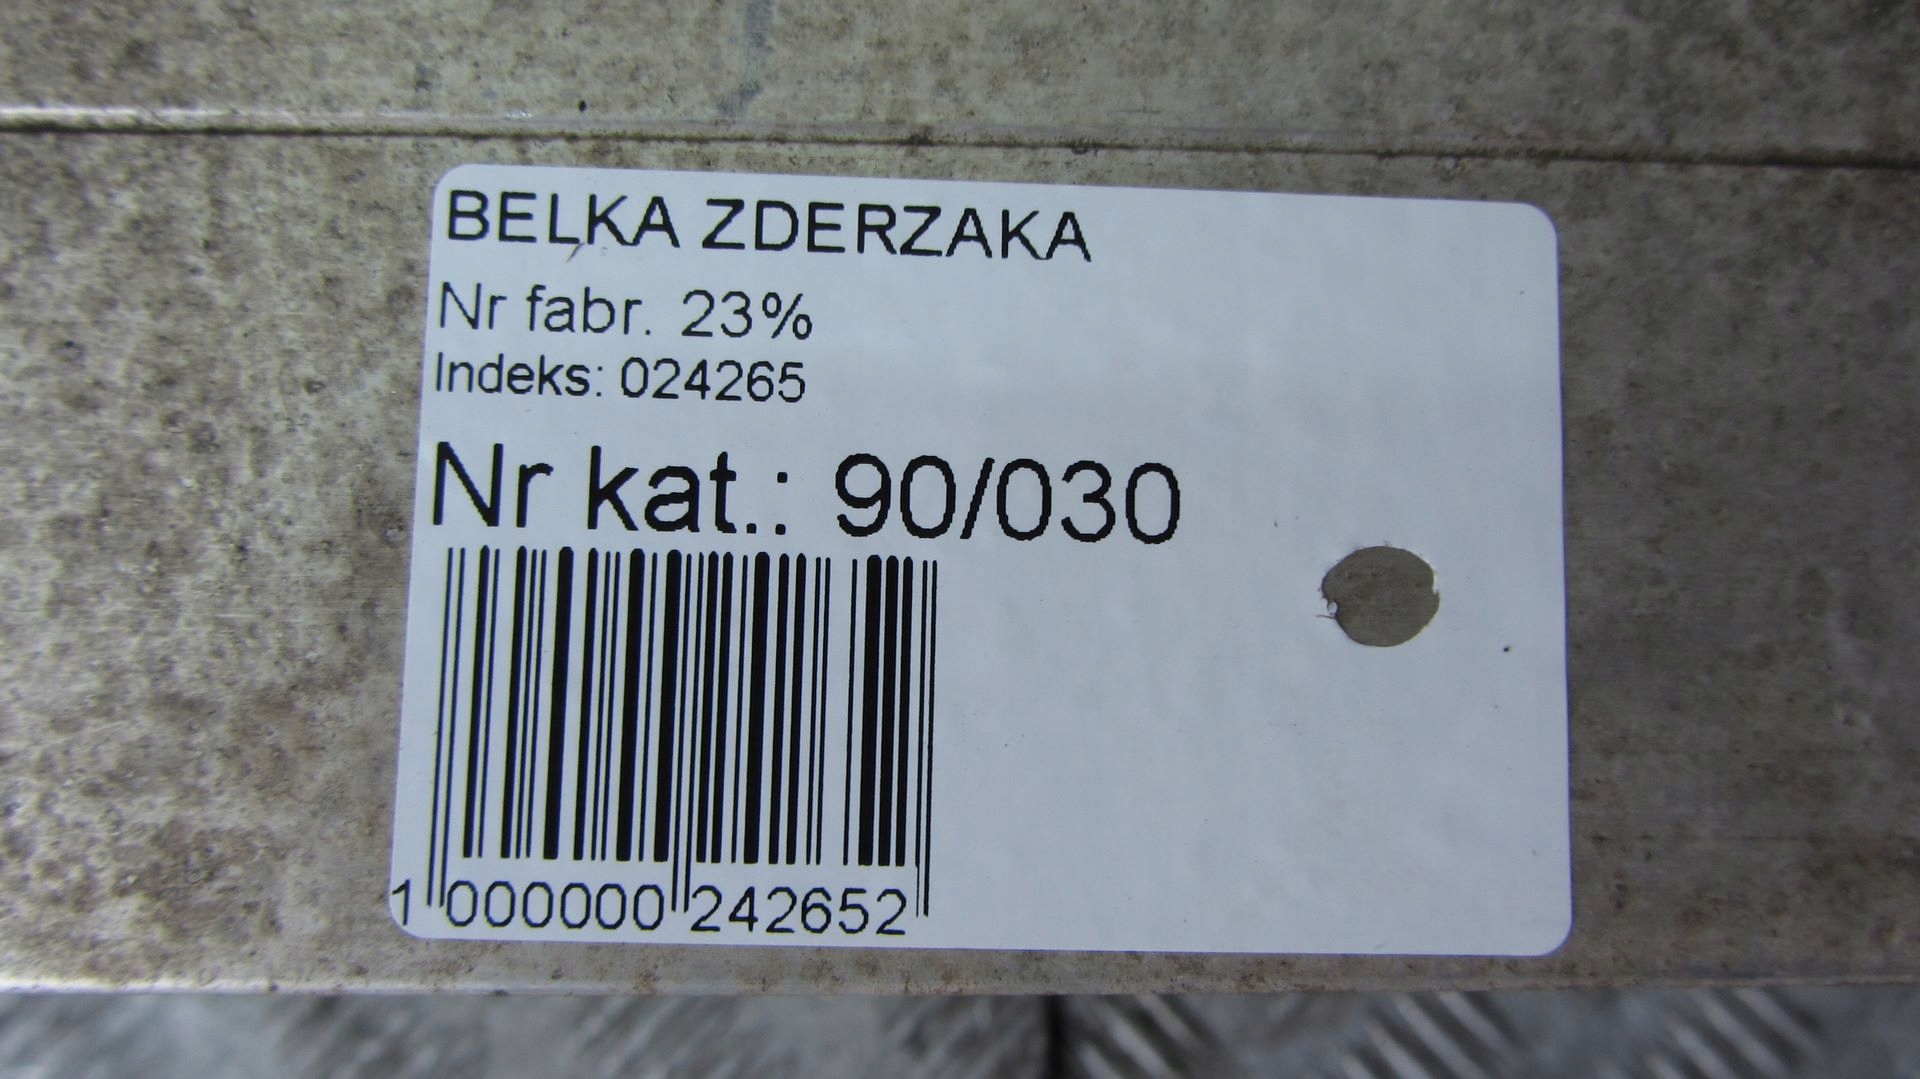 BELKA ZDERZAKA
Nr fabr. 23%
Indeks: 024265
Nr kat.: 90/030
1 000000 242652